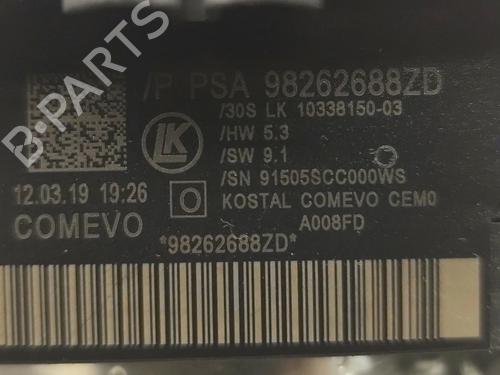 /P PSA 98262688ZD
/30S LK 10338150-03
LK
/HW 5.3
/SW 9.1
/SN 91505SCC000WS
12.03.19 19:26
O
KOSTAL COMEVO CEM0
COMEVO
A008FD
*98262688ZD*
B-PARTS